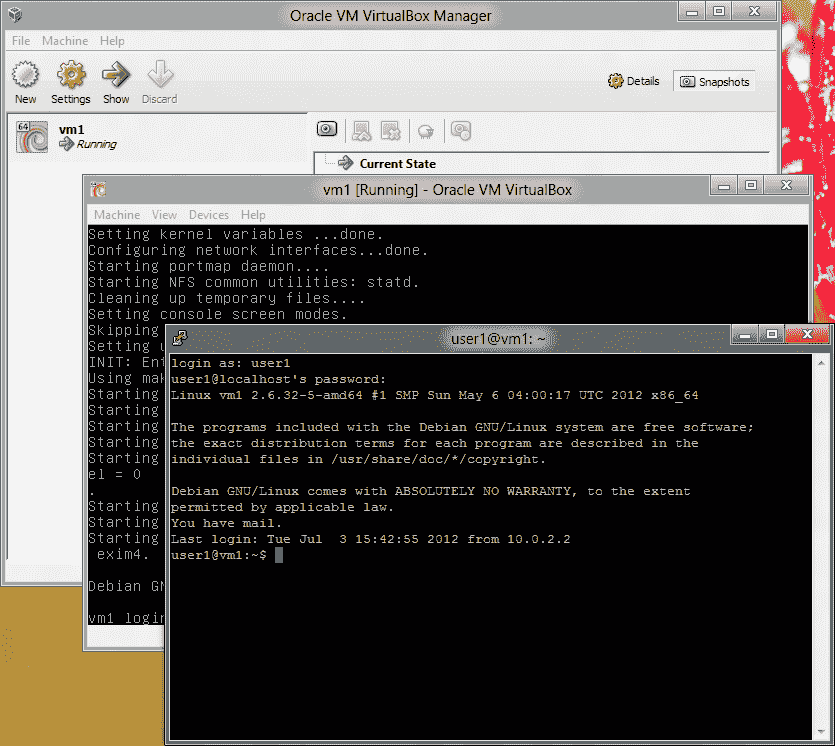 Oracle VM VirtualBox Manager
File Machine Help
New Settings Show Discard
Details Snapshots
64
vm1
Running
Current State
vm1 [Running] - Oracle VM VirtualBox
Machine View Devices Help
Setting kernel variables ...done.
Configuring network interfaces...done.
Starting portmap daemon....
Starting NFS common utilities: statd.
Cleaning up temporary files....
Setting console screen modes.
Skipping
Setting u
INIT: Ent
Using mak
Starting
Starting
Starting
Starting
Starting
el = 0
.
Starting
Starting
Starting
exim4.
Debian GN
vm1 login
user1@vm1: ~
login as: user1
user1@localhost's password:
Linux vm1 2.6.32-5-amd64 #1 SMP Sun May 6 04:00:17 UTC 2012 x86_64
The programs included with the Debian GNU/Linux system are free software;
the exact distribution terms for each program are described in the
individual files in /usr/share/doc/*/copyright.
Debian GNU/Linux comes with ABSOLUTELY NO WARRANTY, to the extent
permitted by applicable law.
You have mail.
Last login: Tue Jul  3 15:42:55 2012 from 10.0.2.2
user1@vm1:~$